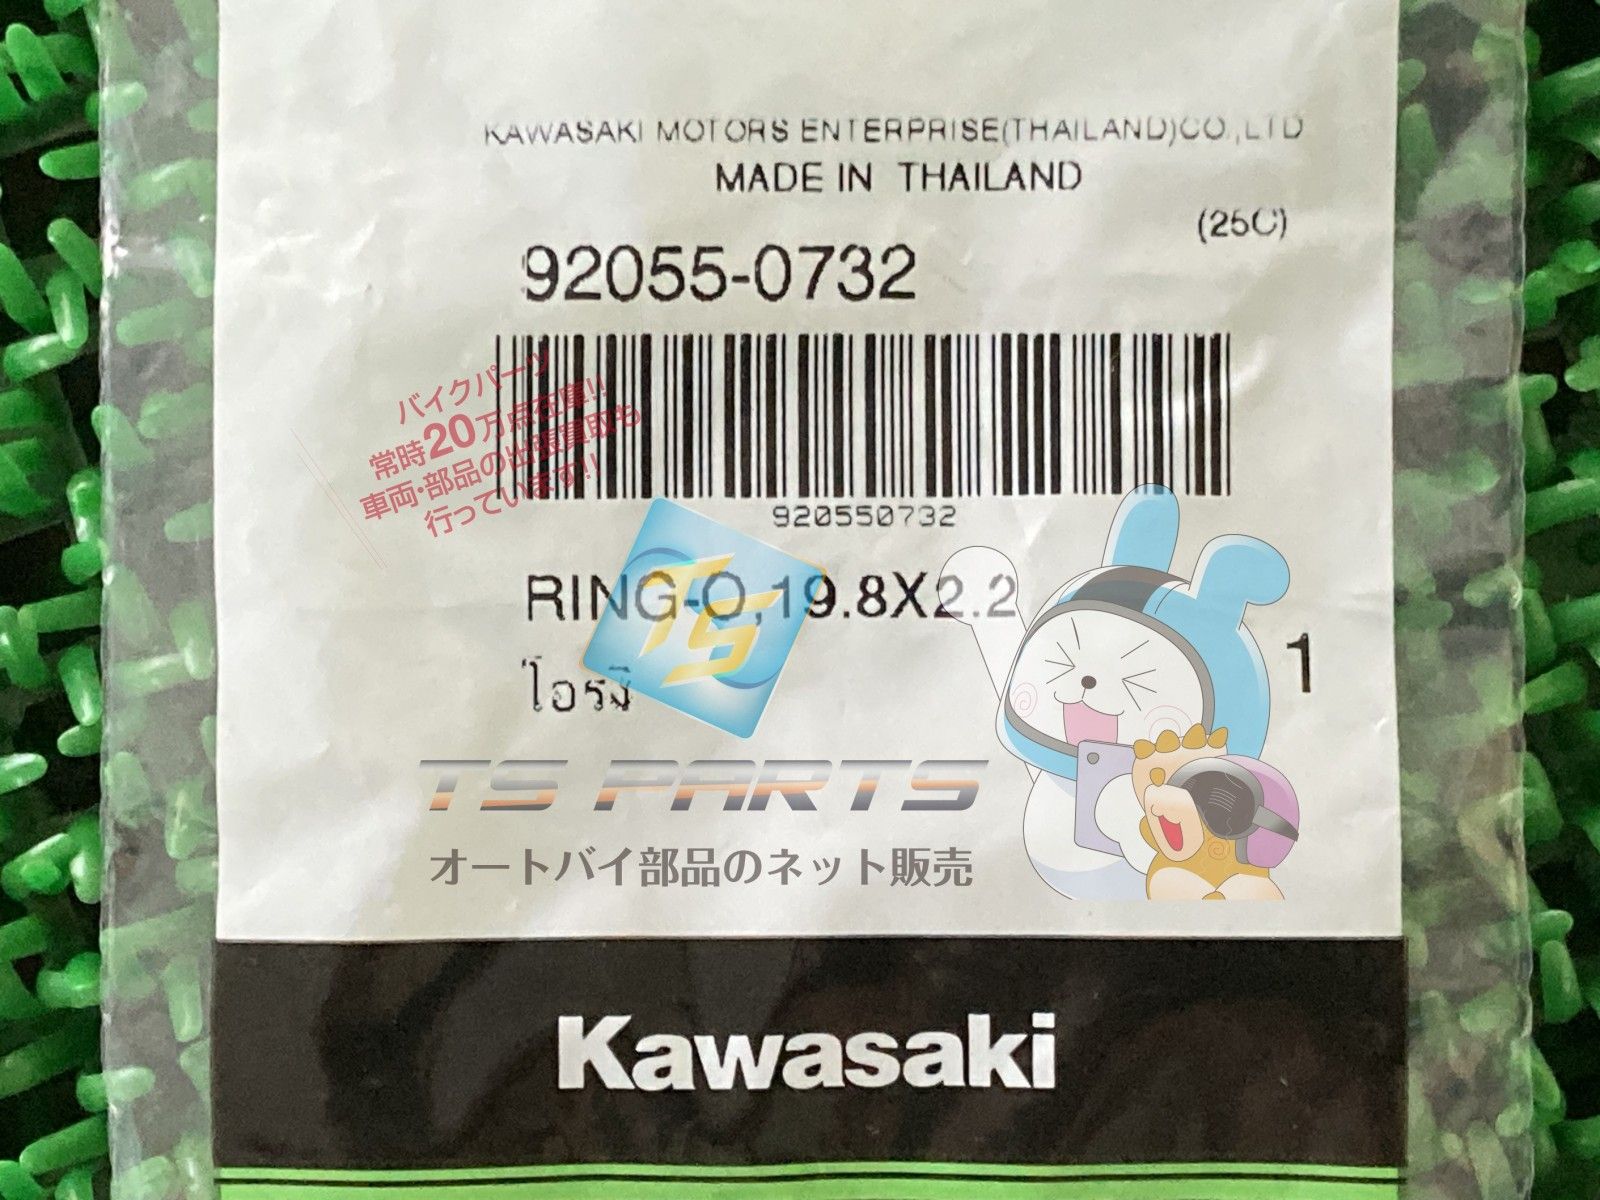 KAWASAKI MOTORS ENTERPRISE(THAILAND)CO.,LTD
MADE IN THAILAND
(25C)
92055-0732
バイクパーツ
常時20万点在庫!!
車両・部品の出張買取も
行っています!!
920550732
RING-O,19.8X2.2
โอริง
1
TS
TS PARTS
オートバイ部品のネット販売
Kawasaki